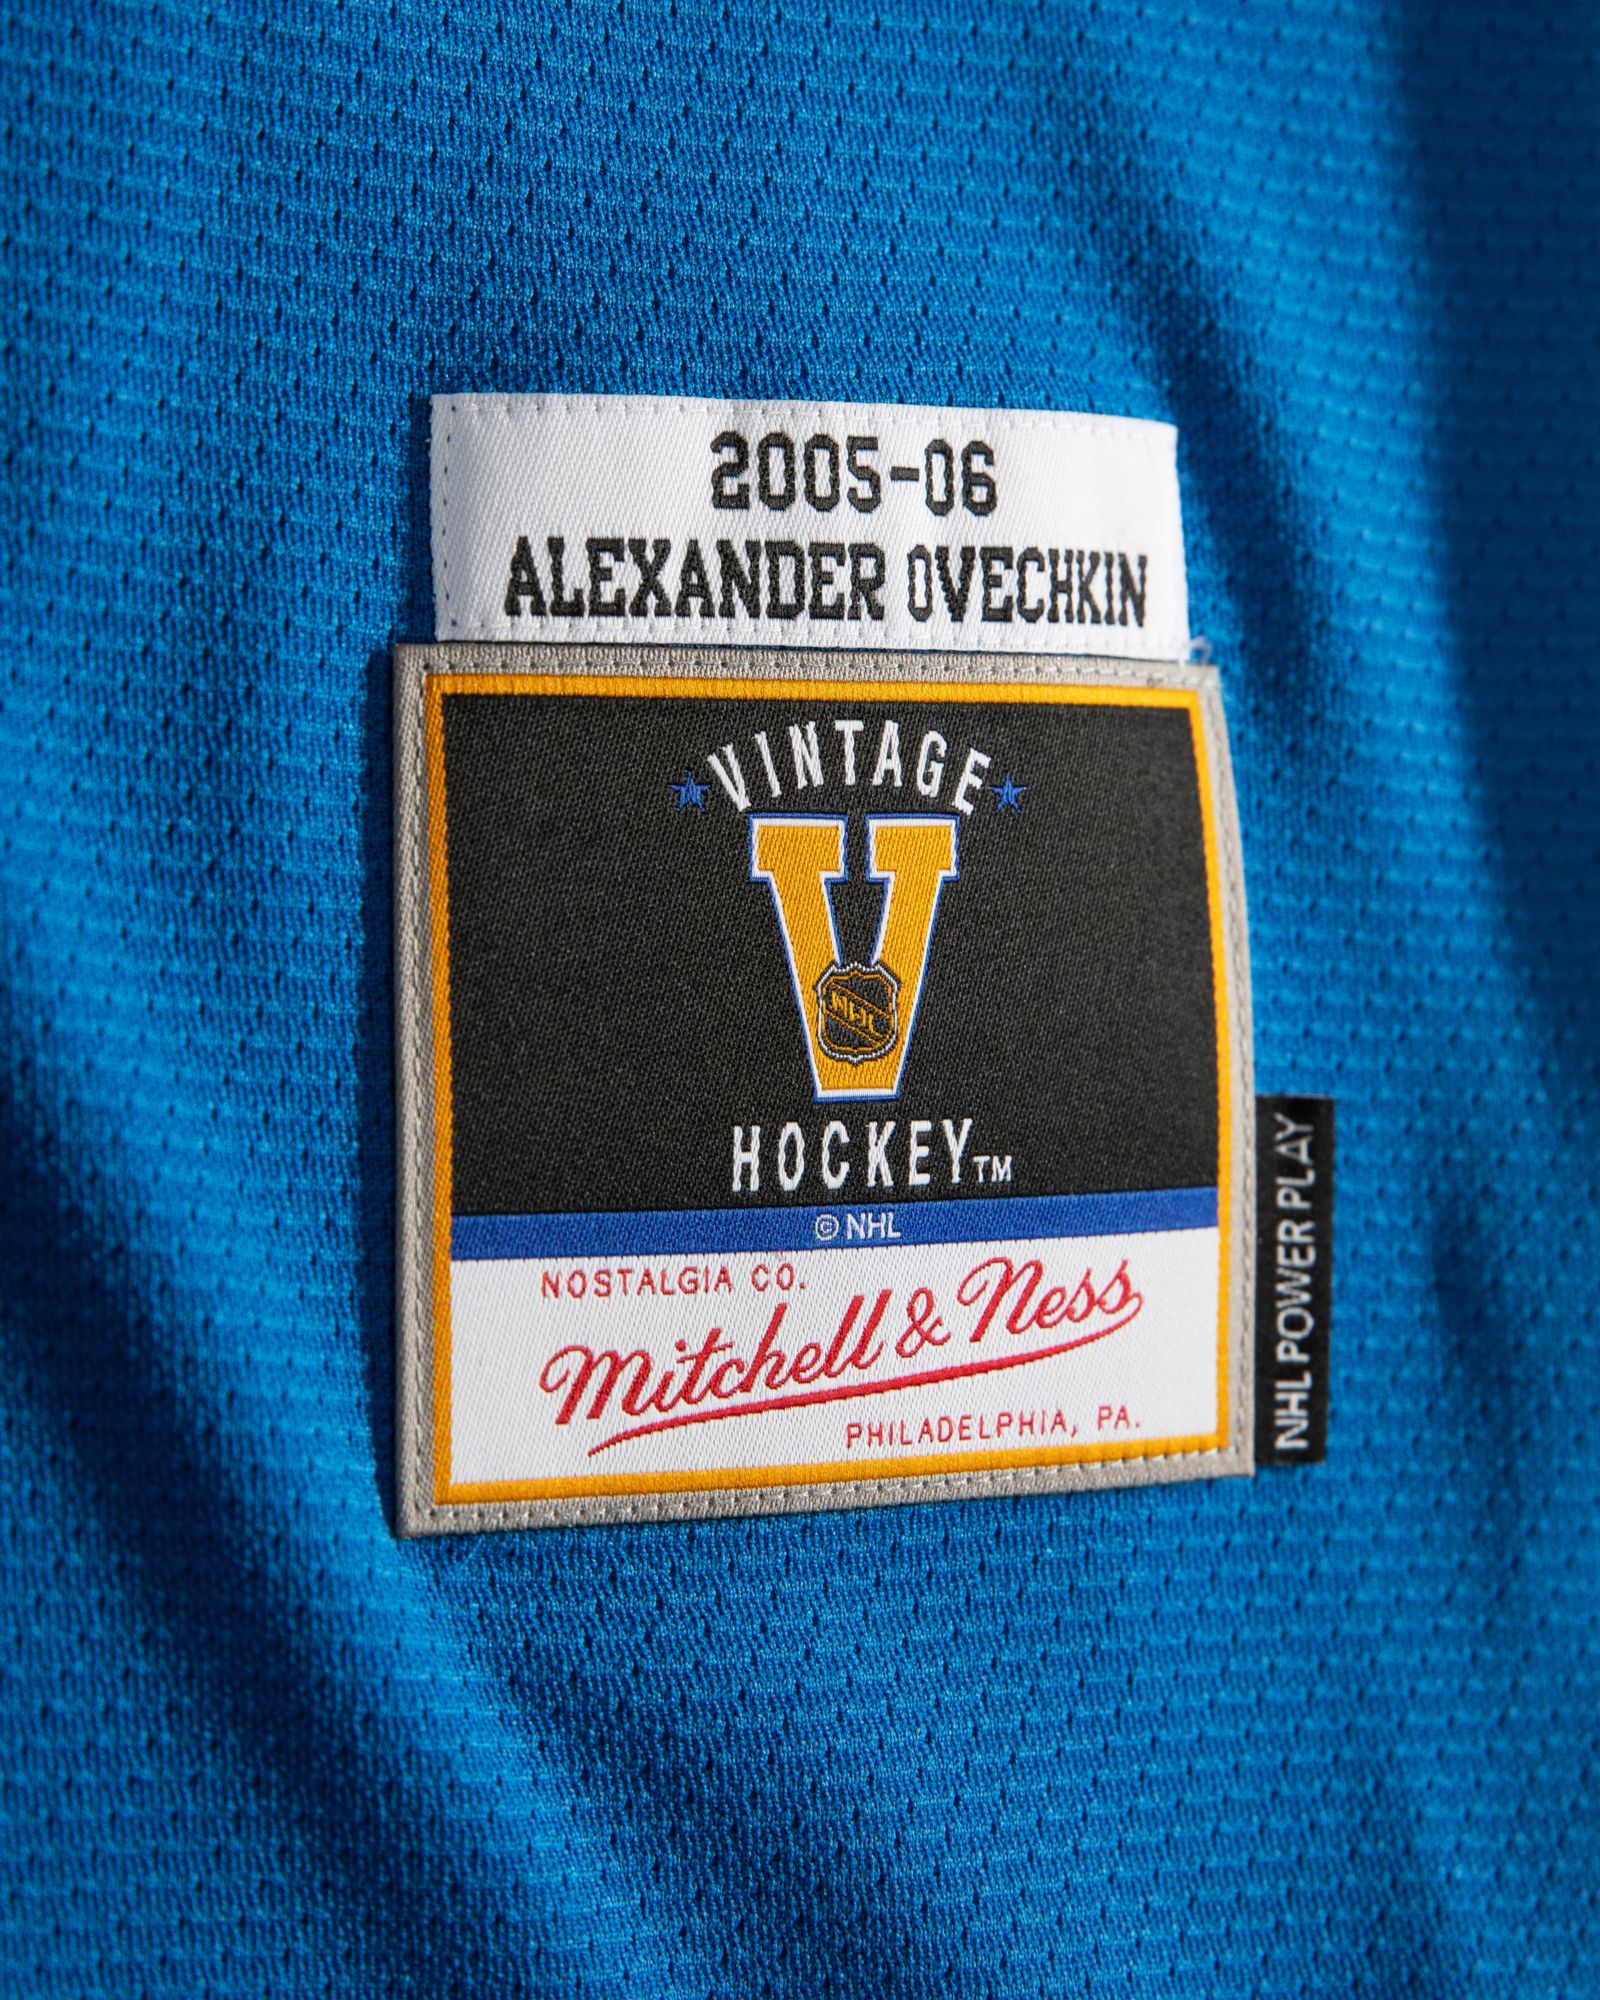 2005-06
ALEXANDER OVECHKIN
VINTAGE
V
NHL
HOCKEY™
© NHL
NOSTALGIA CO.
Mitchell & Ness
PHILADELPHIA, PA.
NHL POWER PLAY